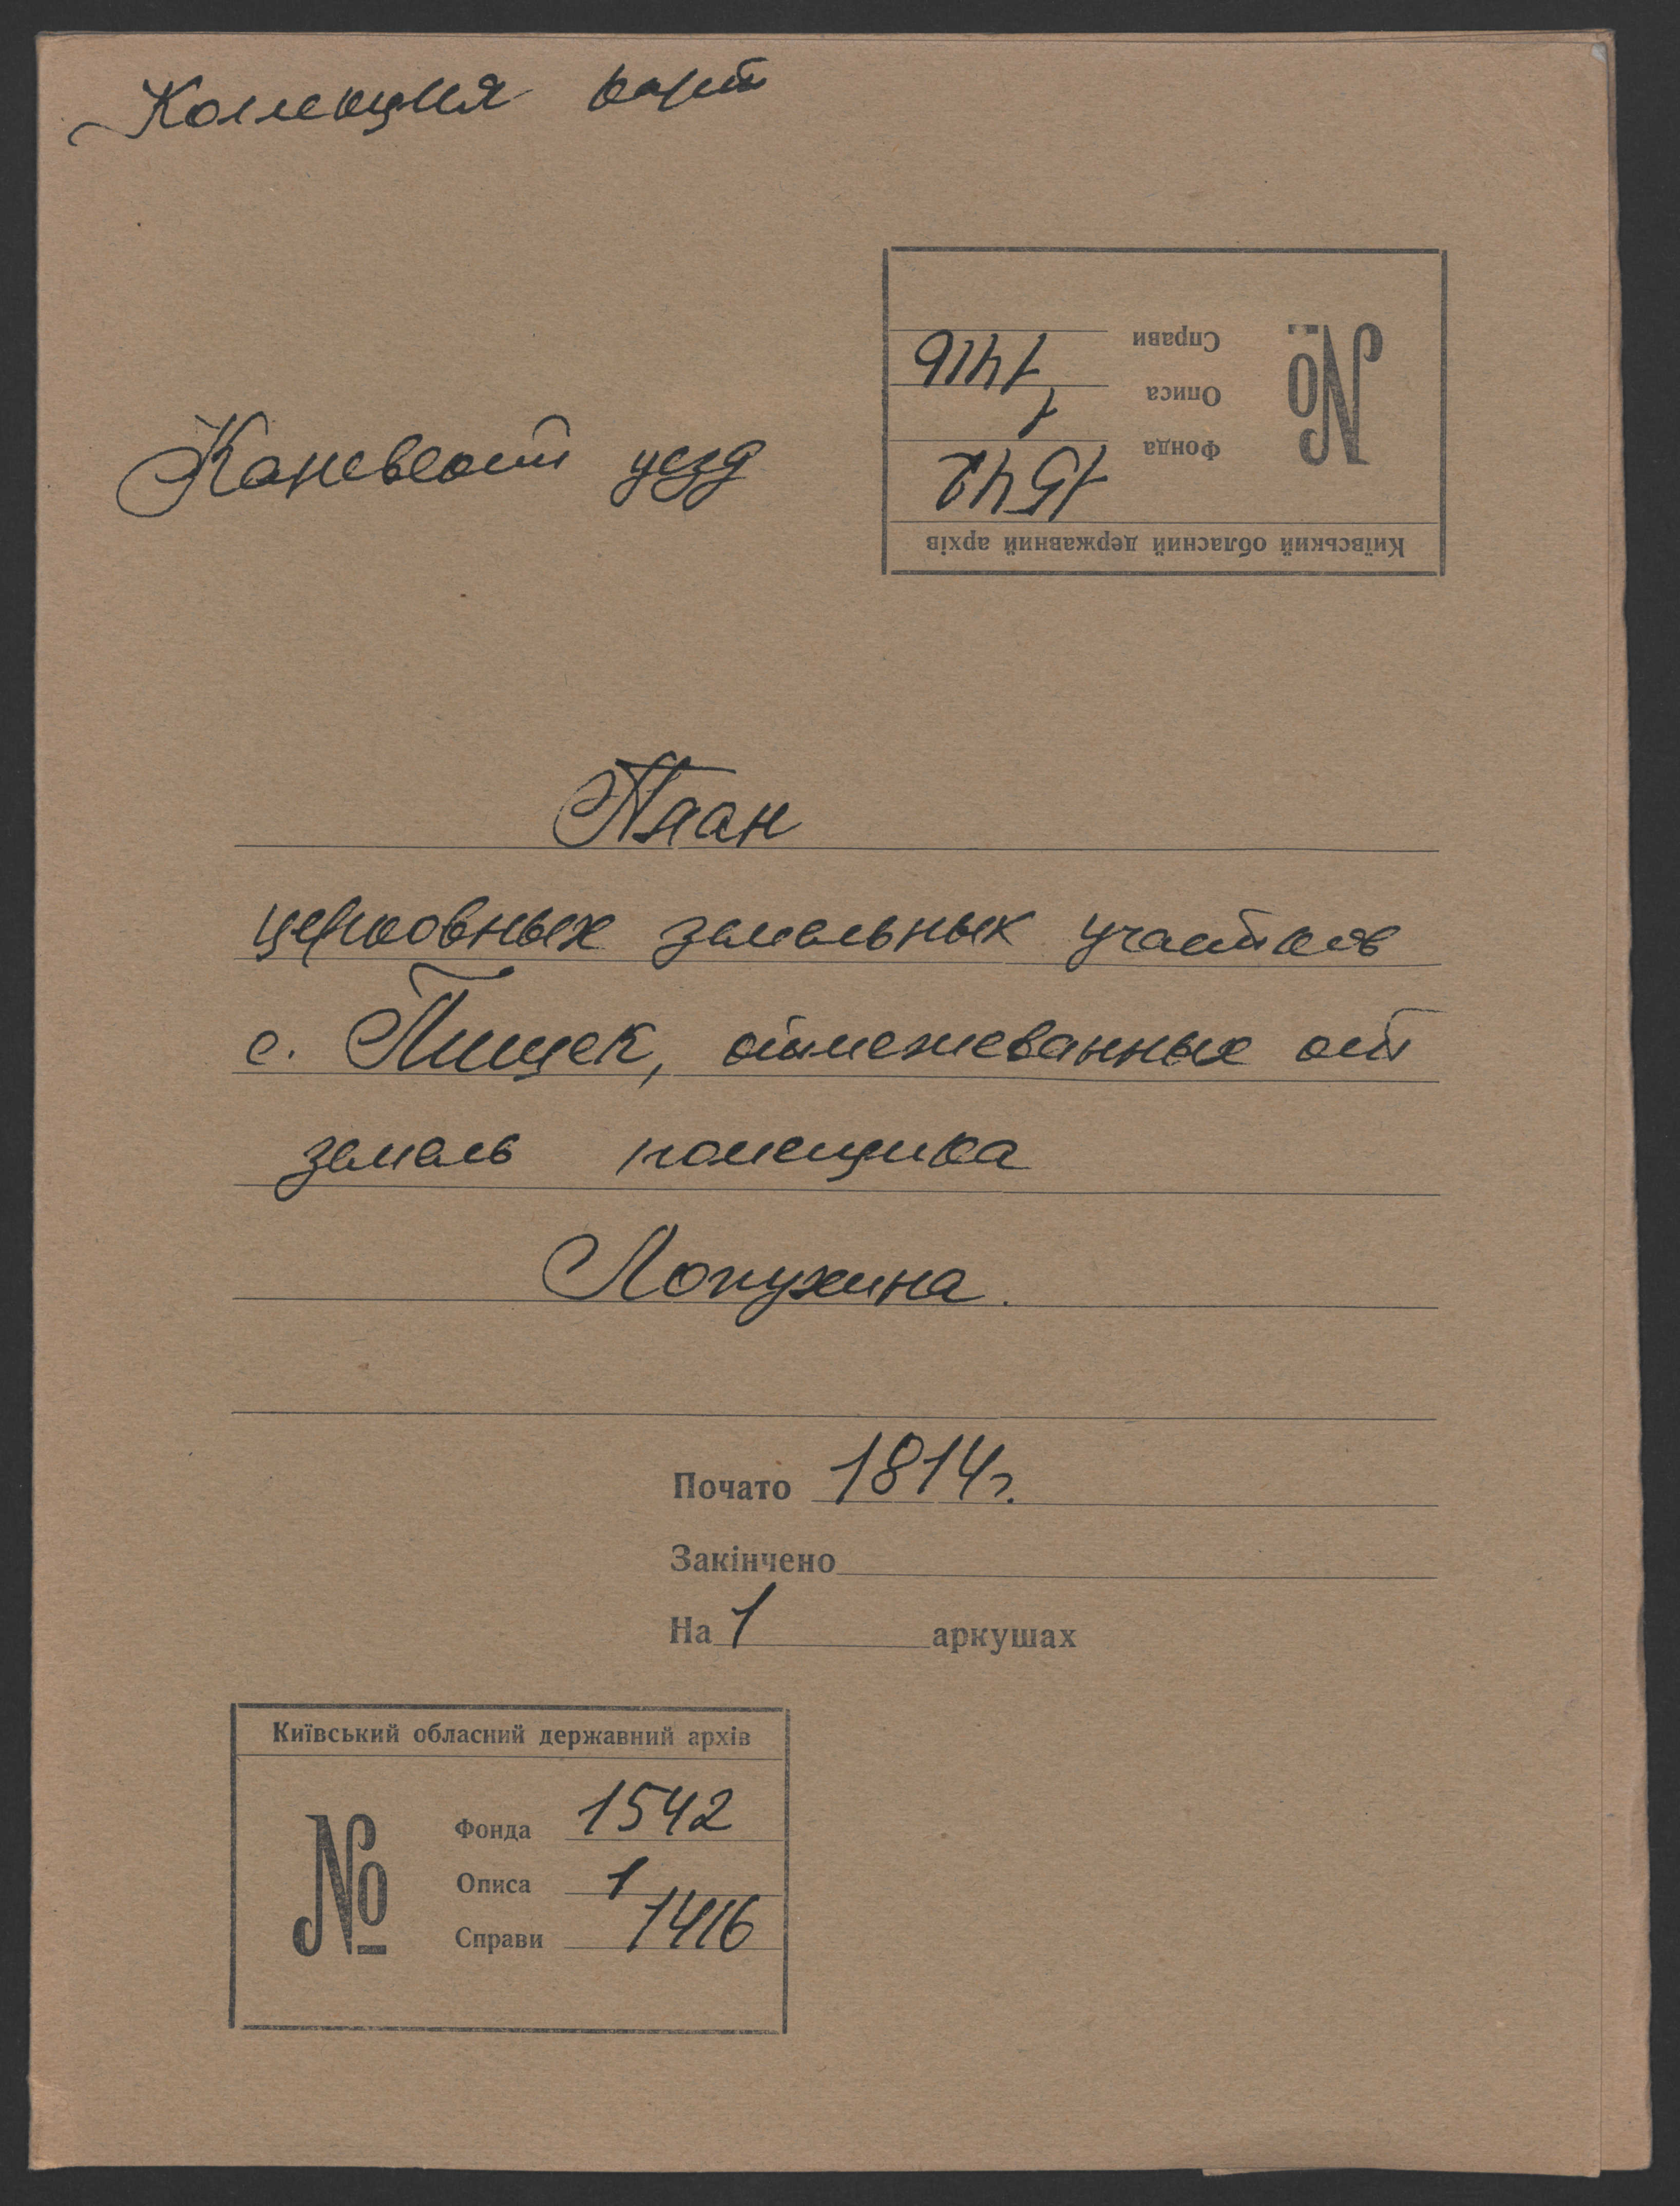 Коллекция карт
Каневский уезд
Київський обласний державний архів
№
Фонда 1542
Описа 1
Справи 1416
План
церковных земельных участков
с. Пищек, отмежеванных от
земель помещика
Лопухина.
Почато 1814 г.
Закінчено
На 1 аркушах
Київський обласний державний архів
№
Фонда 1542
Описа 1
Справи 1416